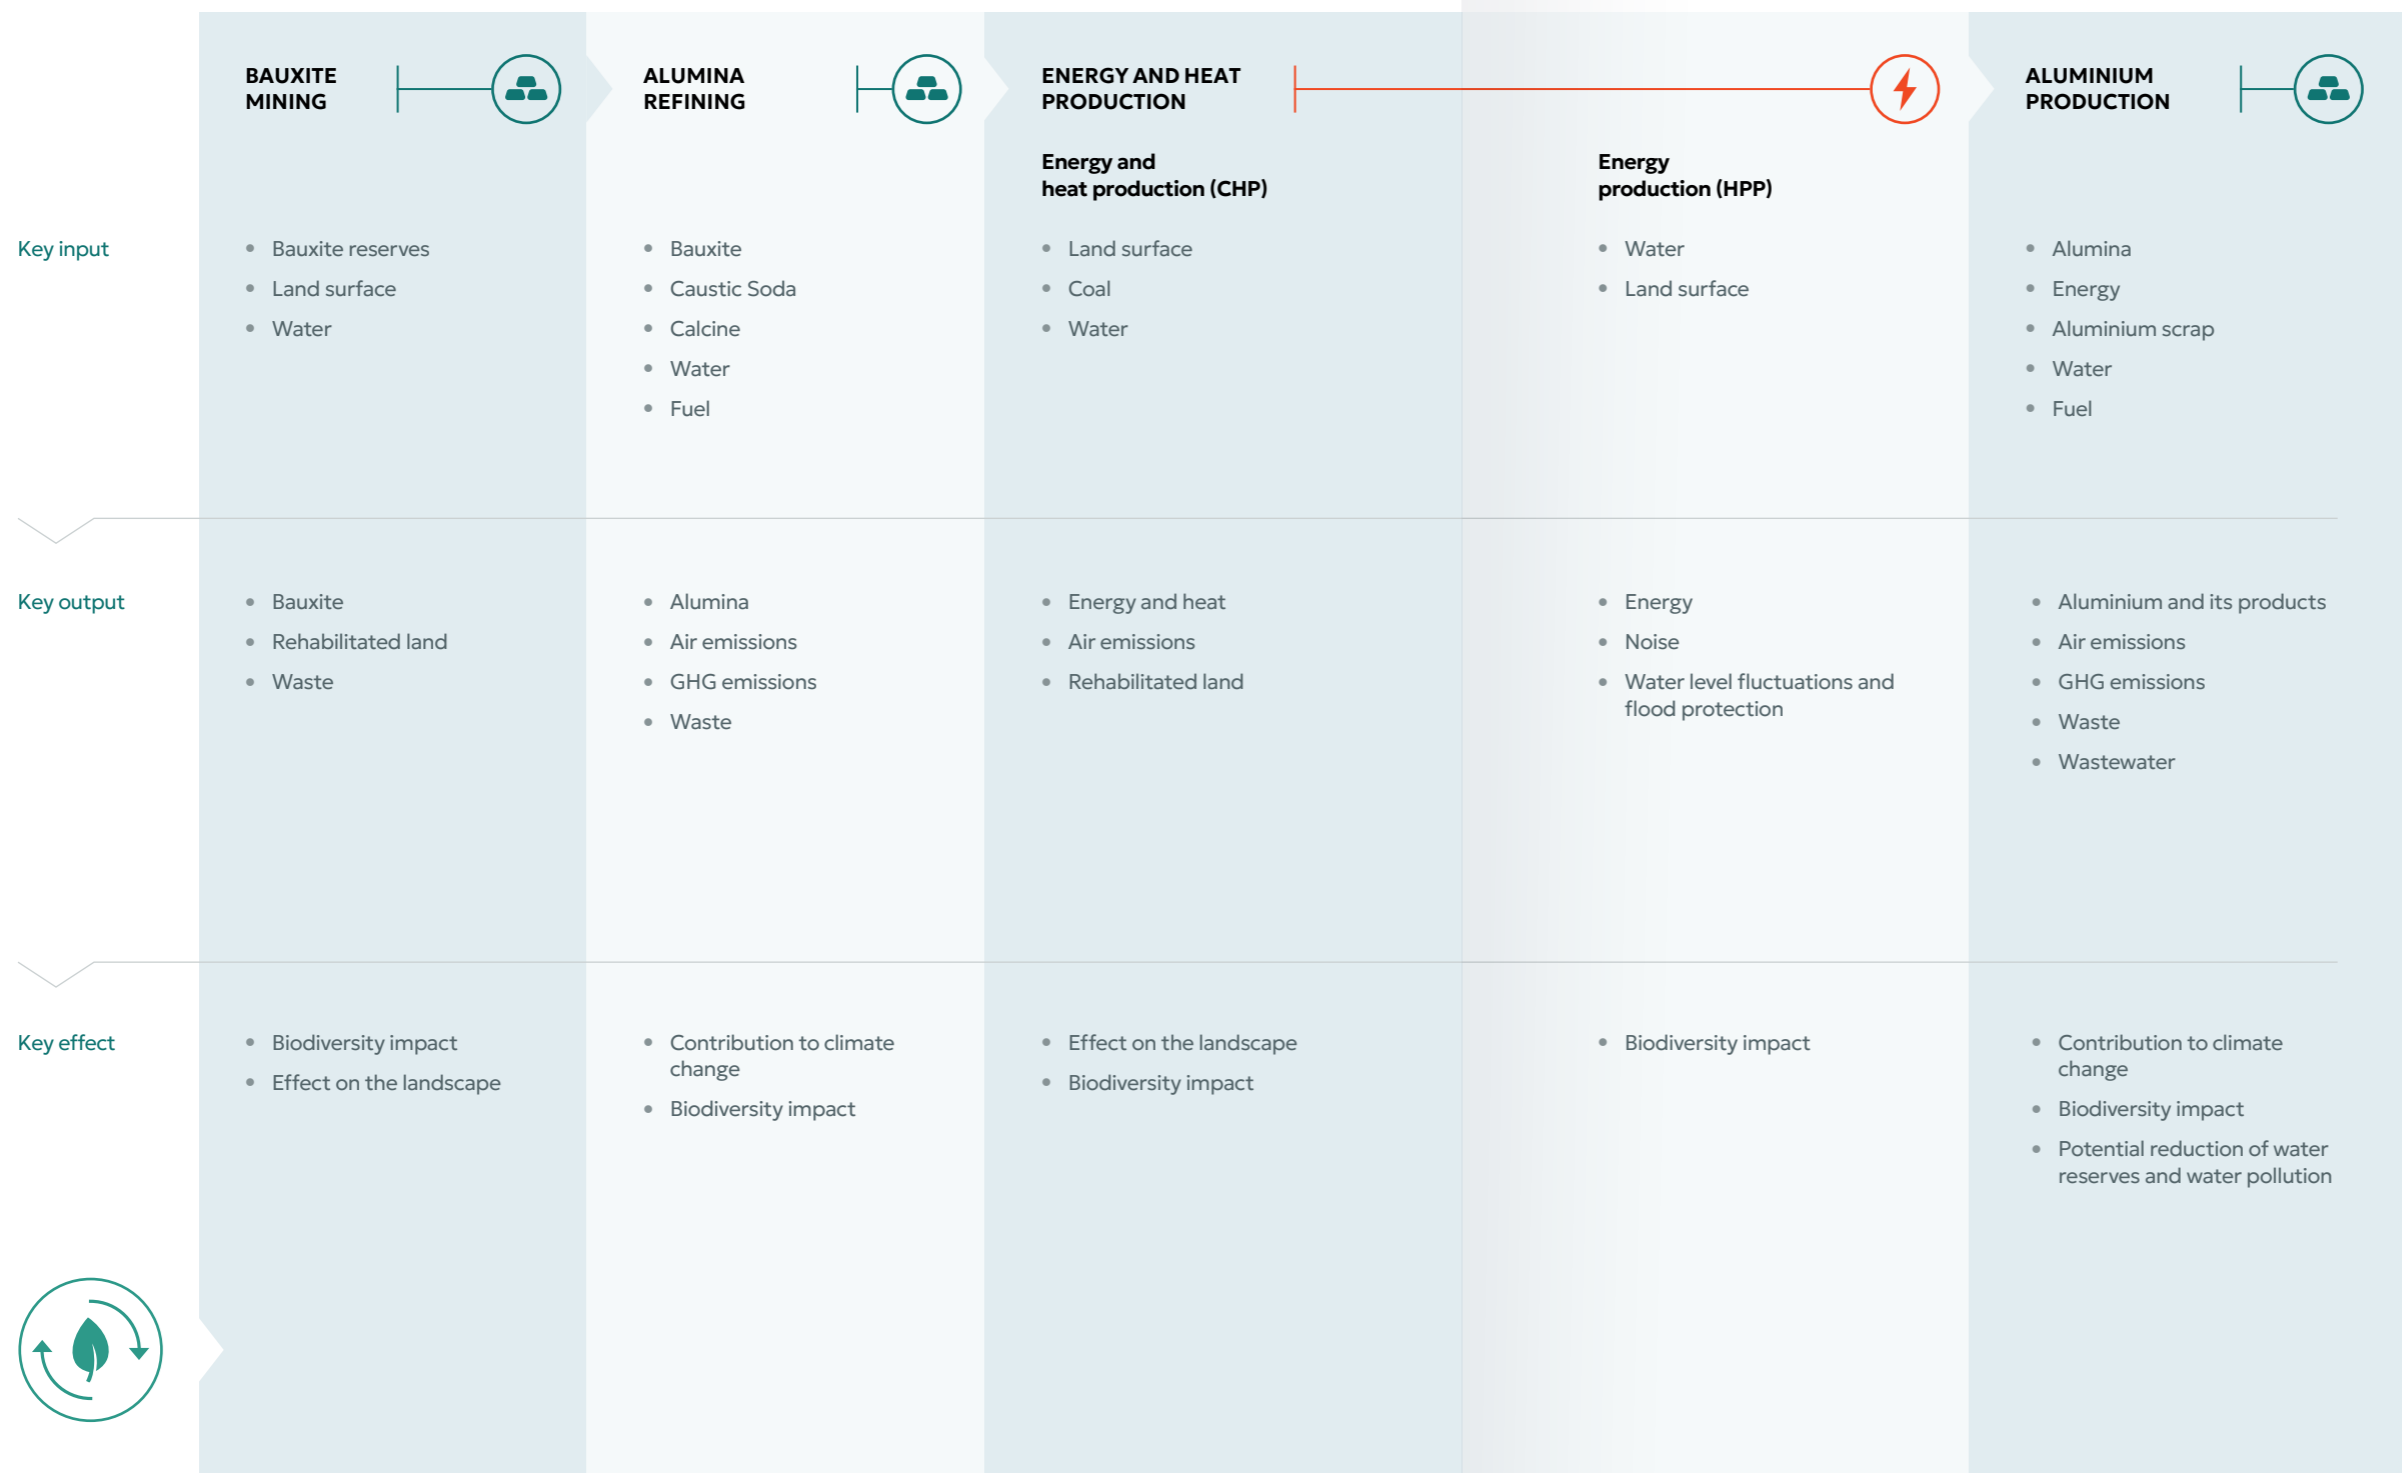 BAUXITE
MINING
ALUMINA
REFINING
ENERGY AND HEAT
PRODUCTION
ALUMINIUM
PRODUCTION
Energy and
heat production (CHP)
Energy
production (HPP)
Key input
Bauxite reserves
Land surface
Water
Bauxite
Caustic Soda
Calcine
Water
Fuel
Land surface
Coal
Water
Water
Land surface
Alumina
Energy
Aluminium scrap
Water
Fuel
Key output
Bauxite
Rehabilitated land
Waste
Alumina
Air emissions
GHG emissions
Waste
Energy and heat
Air emissions
Rehabilitated land
Energy
Noise
Water level fluctuations and
flood protection
Aluminium and its products
Air emissions
GHG emissions
Waste
Wastewater
Key effect
Biodiversity impact
Effect on the landscape
Contribution to climate
change
Biodiversity impact
Effect on the landscape
Biodiversity impact
Biodiversity impact
Contribution to climate
change
Biodiversity impact
Potential reduction of water
reserves and water pollution